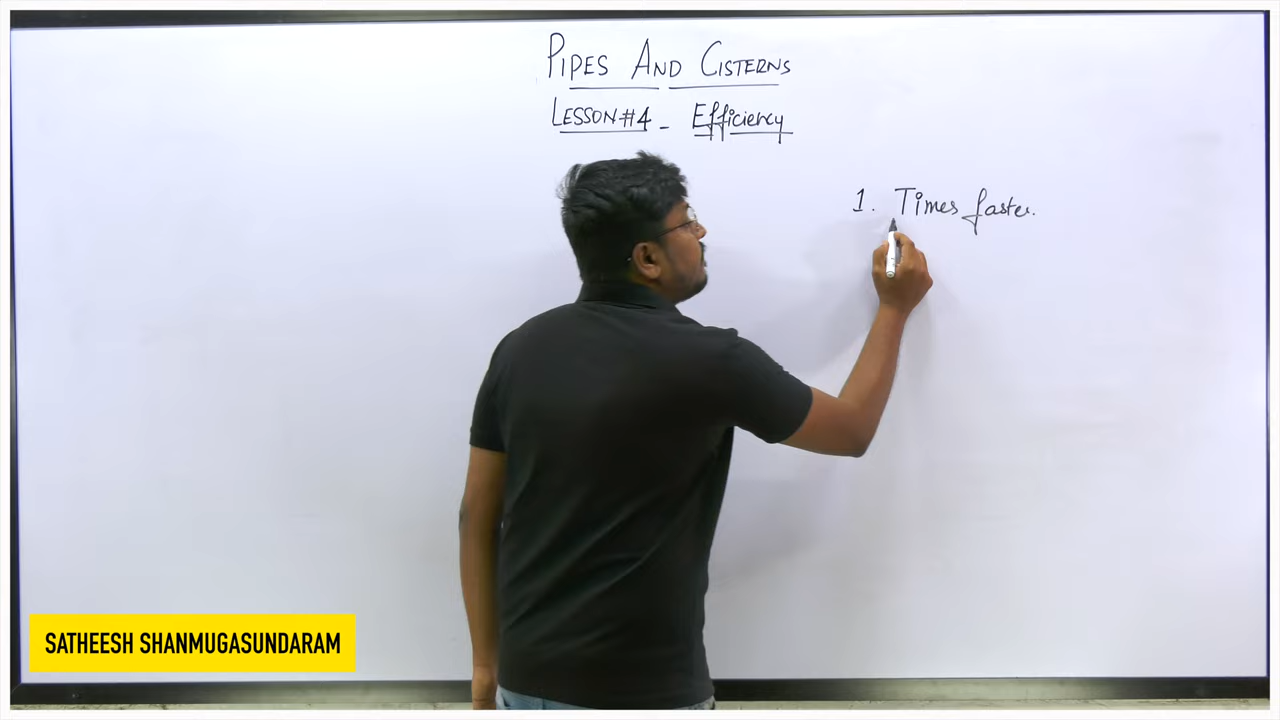 PIPES AND CISTERNS
LESSON#4 - Efficiency
1. Times faster.
SATHEESH SHANMUGASUNDARAM